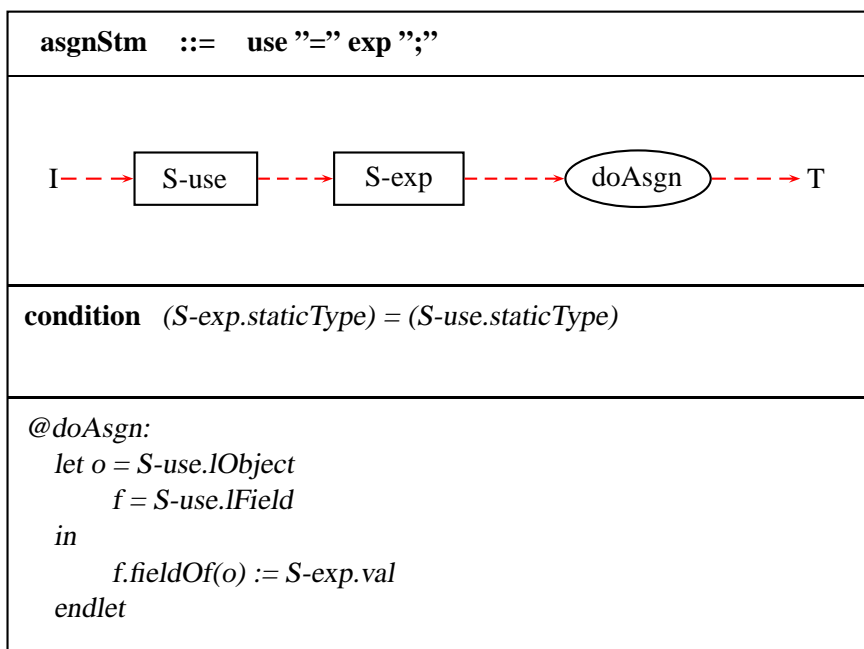 asgnStm ::= use ”=” exp ”;”
I S-use S-exp doAsgn T
condition (S-exp.staticType) = (S-use.staticType)
@doAsgn:
let o = S-use.lObject
f = S-use.lField
in
f.fieldOf(o) := S-exp.val
endlet